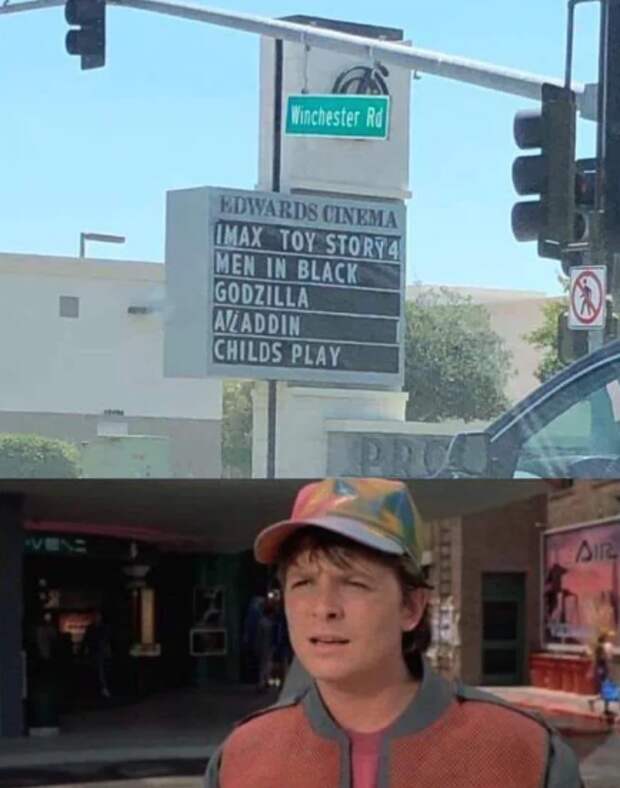 Winchester Rd
EDWARDS CINEMA
IMAX TOY STORY 4
MEN IN BLACK
GODZILLA
ALADDIN
CHILDS PLAY